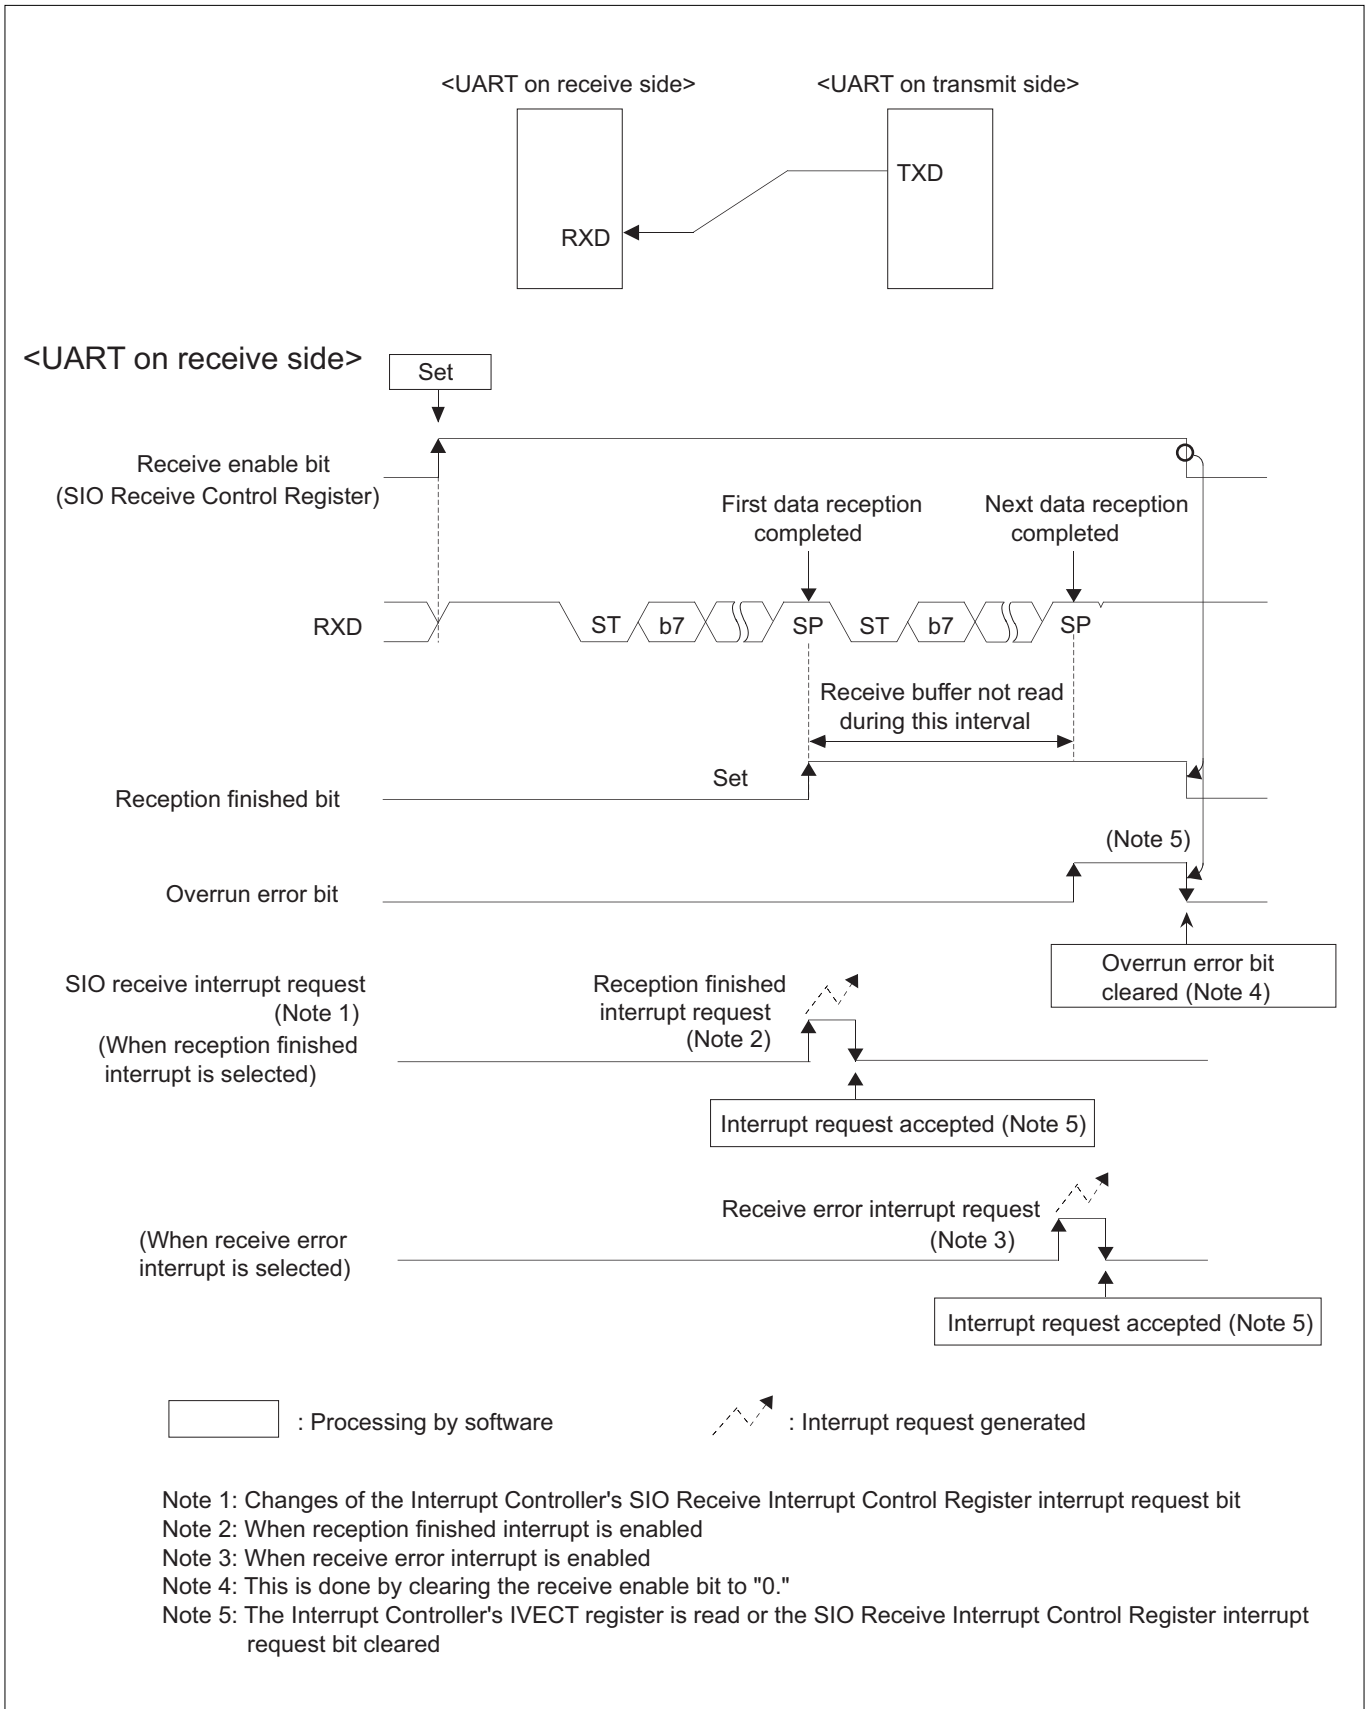 <UART on receive side>
<UART on transmit side>
TXD
RXD
<UART on receive side>
Set
Receive enable bit
(SIO Receive Control Register)
First data reception
completed
Next data reception
completed
RXD
ST
b7
SP
ST
b7
SP
Receive buffer not read
during this interval
Set
Reception finished bit
(Note 5)
Overrun error bit
Overrun error bit
cleared (Note 4)
SIO receive interrupt request
(Note 1)
(When reception finished
interrupt is selected)
Reception finished
interrupt request
(Note 2)
Interrupt request accepted (Note 5)
Receive error interrupt request
(Note 3)
(When receive error
interrupt is selected)
Interrupt request accepted (Note 5)
: Processing by software
: Interrupt request generated
Note 1: Changes of the Interrupt Controller's SIO Receive Interrupt Control Register interrupt request bit
Note 2: When reception finished interrupt is enabled
Note 3: When receive error interrupt is enabled
Note 4: This is done by clearing the receive enable bit to "0."
Note 5: The Interrupt Controller's IVECT register is read or the SIO Receive Interrupt Control Register interrupt
request bit cleared